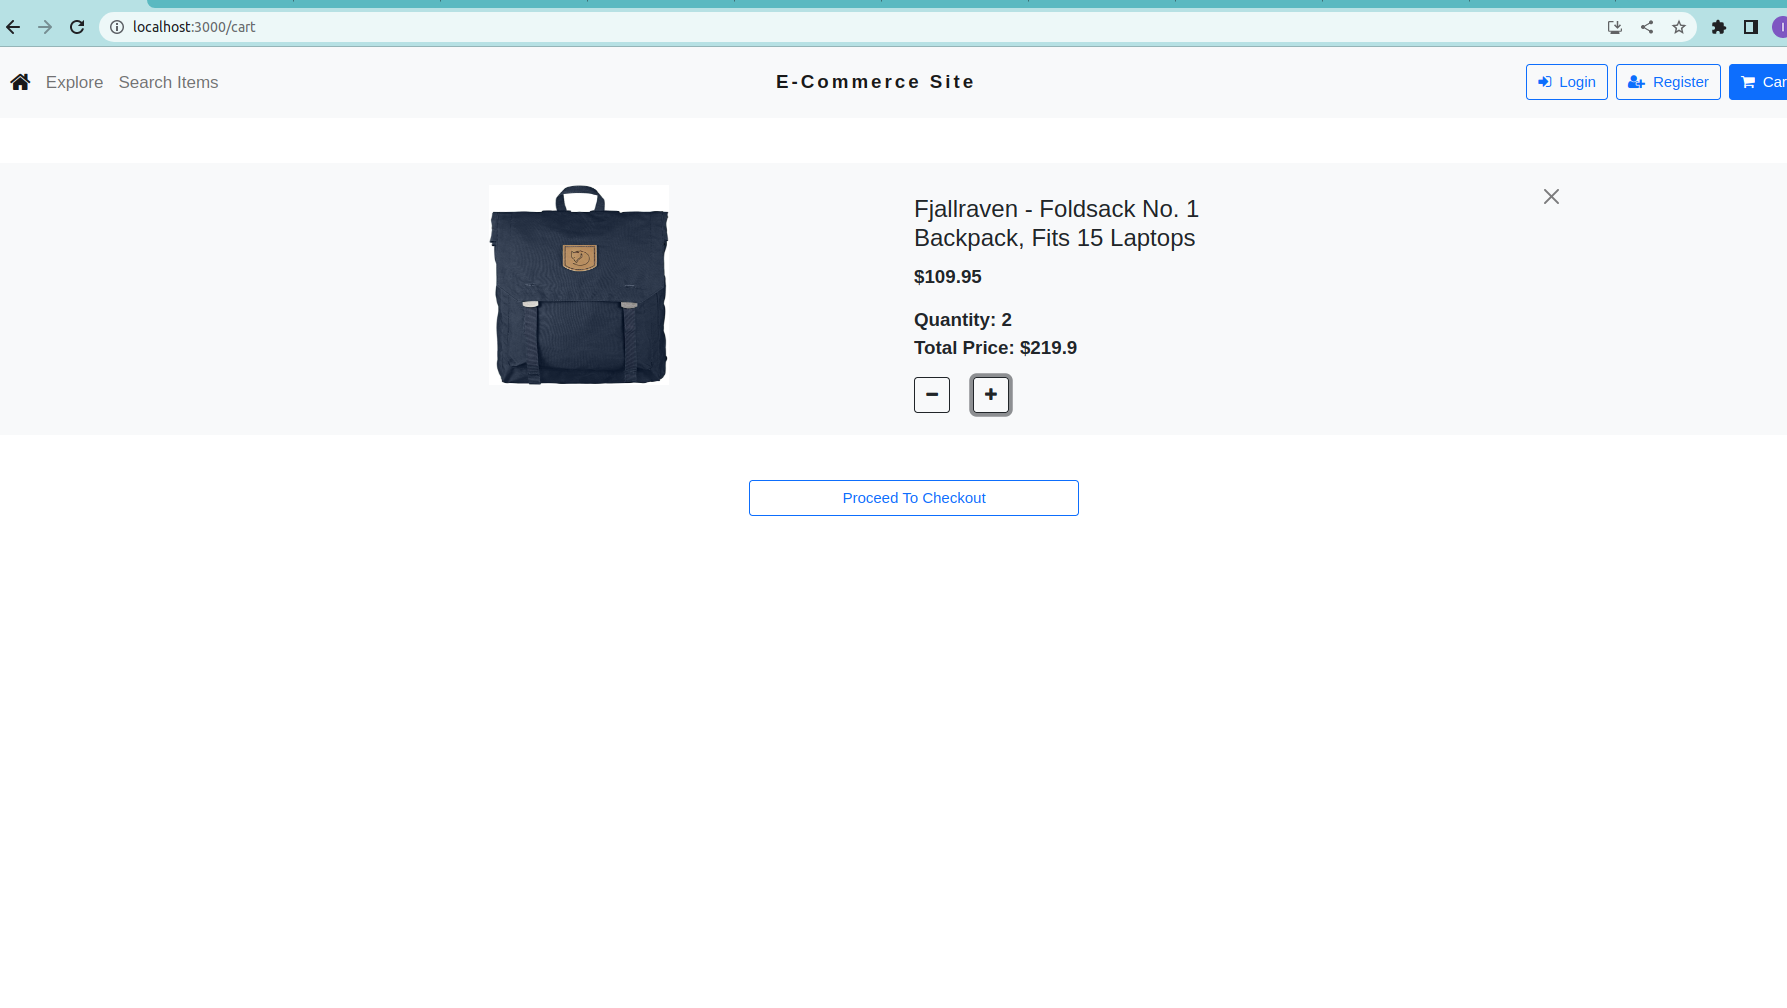 localhost:3000/cart
Explore Search Items E-Commerce Site Login Register Car
Fjallraven - Foldsack No. 1
Backpack, Fits 15 Laptops
$109.95
Quantity: 2
Total Price: $219.9
Proceed To Checkout